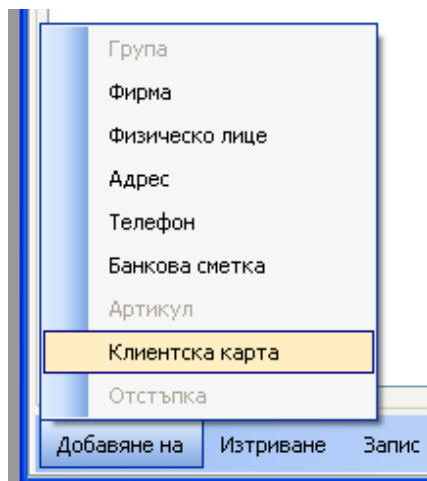 Група
Фирма
Физическо лице
Адрес
Телефон
Банкова сметка
Артикул
Клиентска карта
Отстъпка
Добавяне на Изтриване Запис